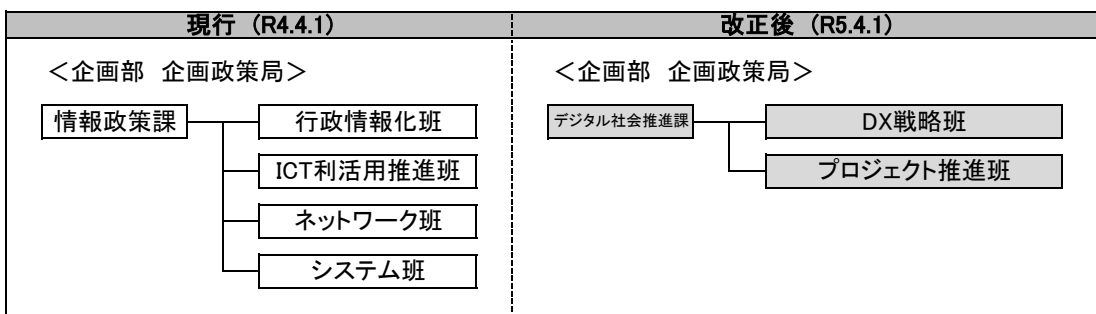 現行 (R4.4.1)
改正後 (R5.4.1)
＜企画部 企画政策局＞
情報政策課
行政情報化班
ICT利活用推進班
ネットワーク班
システム班
＜企画部 企画政策局＞
デジタル社会推進課
DX戦略班
プロジェクト推進班